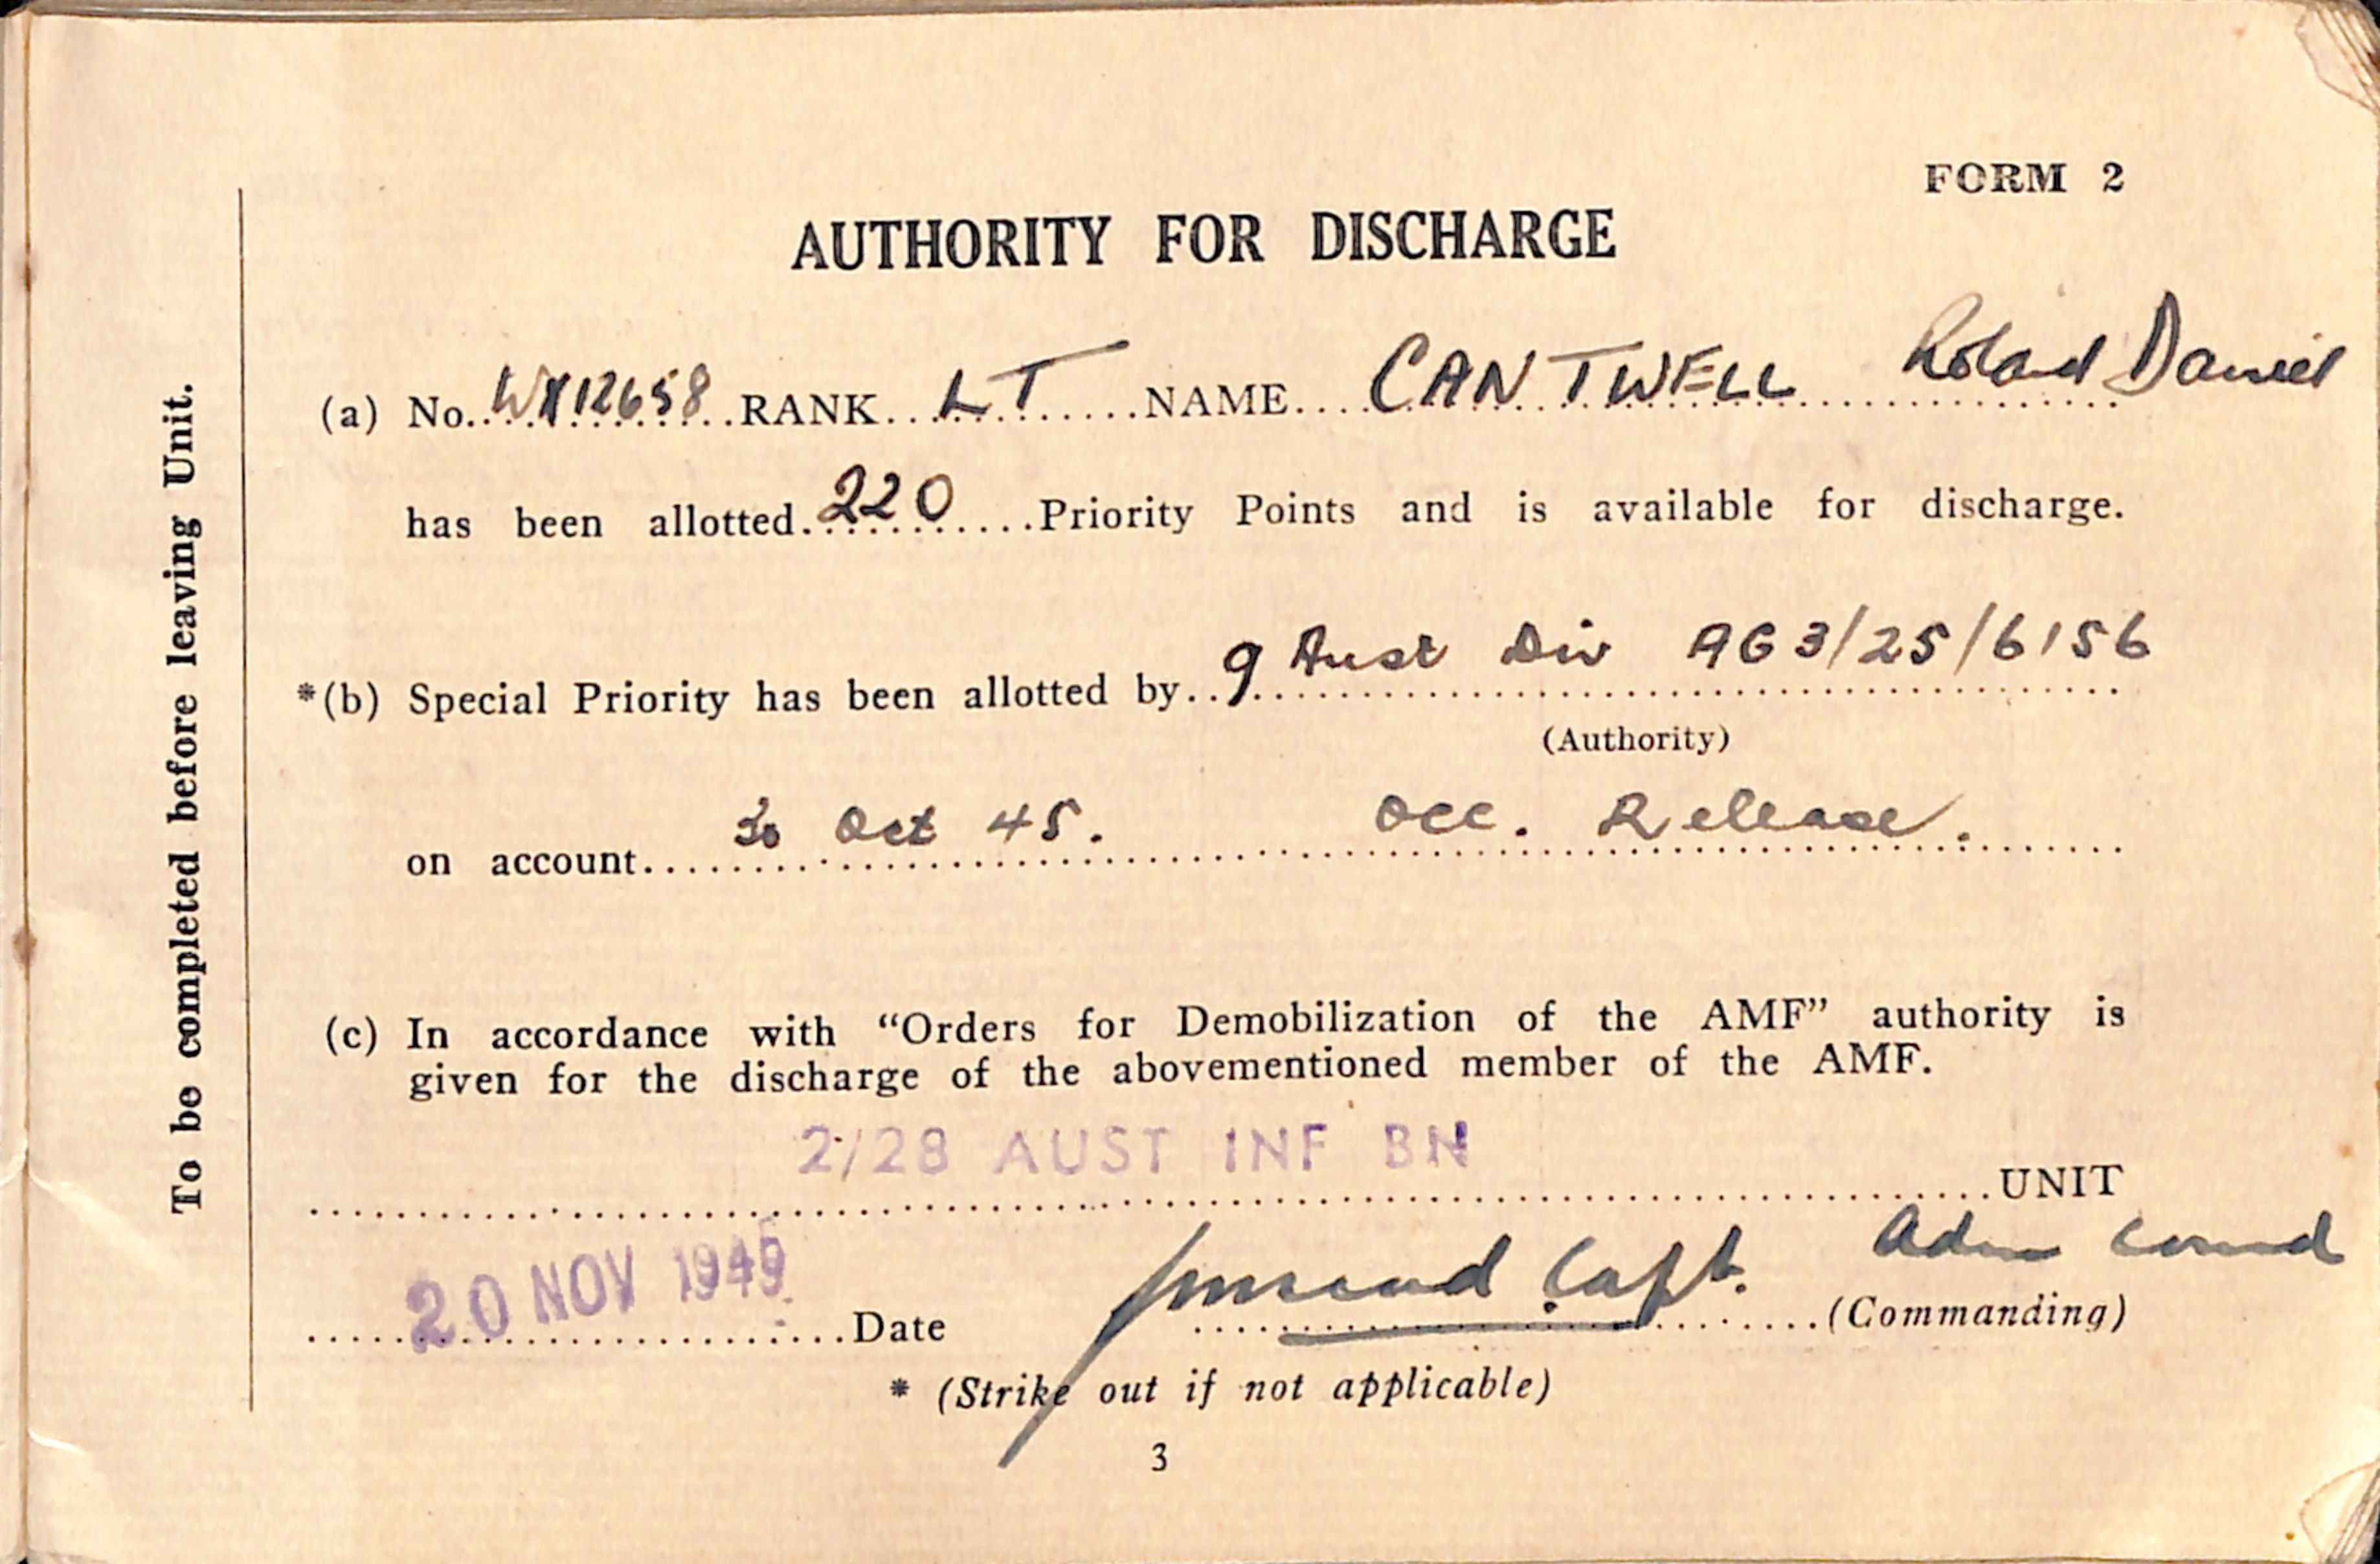 FORM 2
AUTHORITY FOR DISCHARGE
(a) No. WX12658 RANK LT NAME CANTWELL Roland Daniel
has been allotted 220 Priority Points and is available for discharge.
*(b) Special Priority has been allotted by 9 Aust Div AG 3/25/6156
(Authority)
on account 30 Oct 45. Occ. Release.
(c) In accordance with “Orders for Demobilization of the AMF” authority is
given for the discharge of the abovementioned member of the AMF.
2/28 AUST INF BN
UNIT
20 NOV 1945 Date Capt. Adm Comd
(Commanding)
* (Strike out if not applicable)
3
To be completed before leaving Unit.